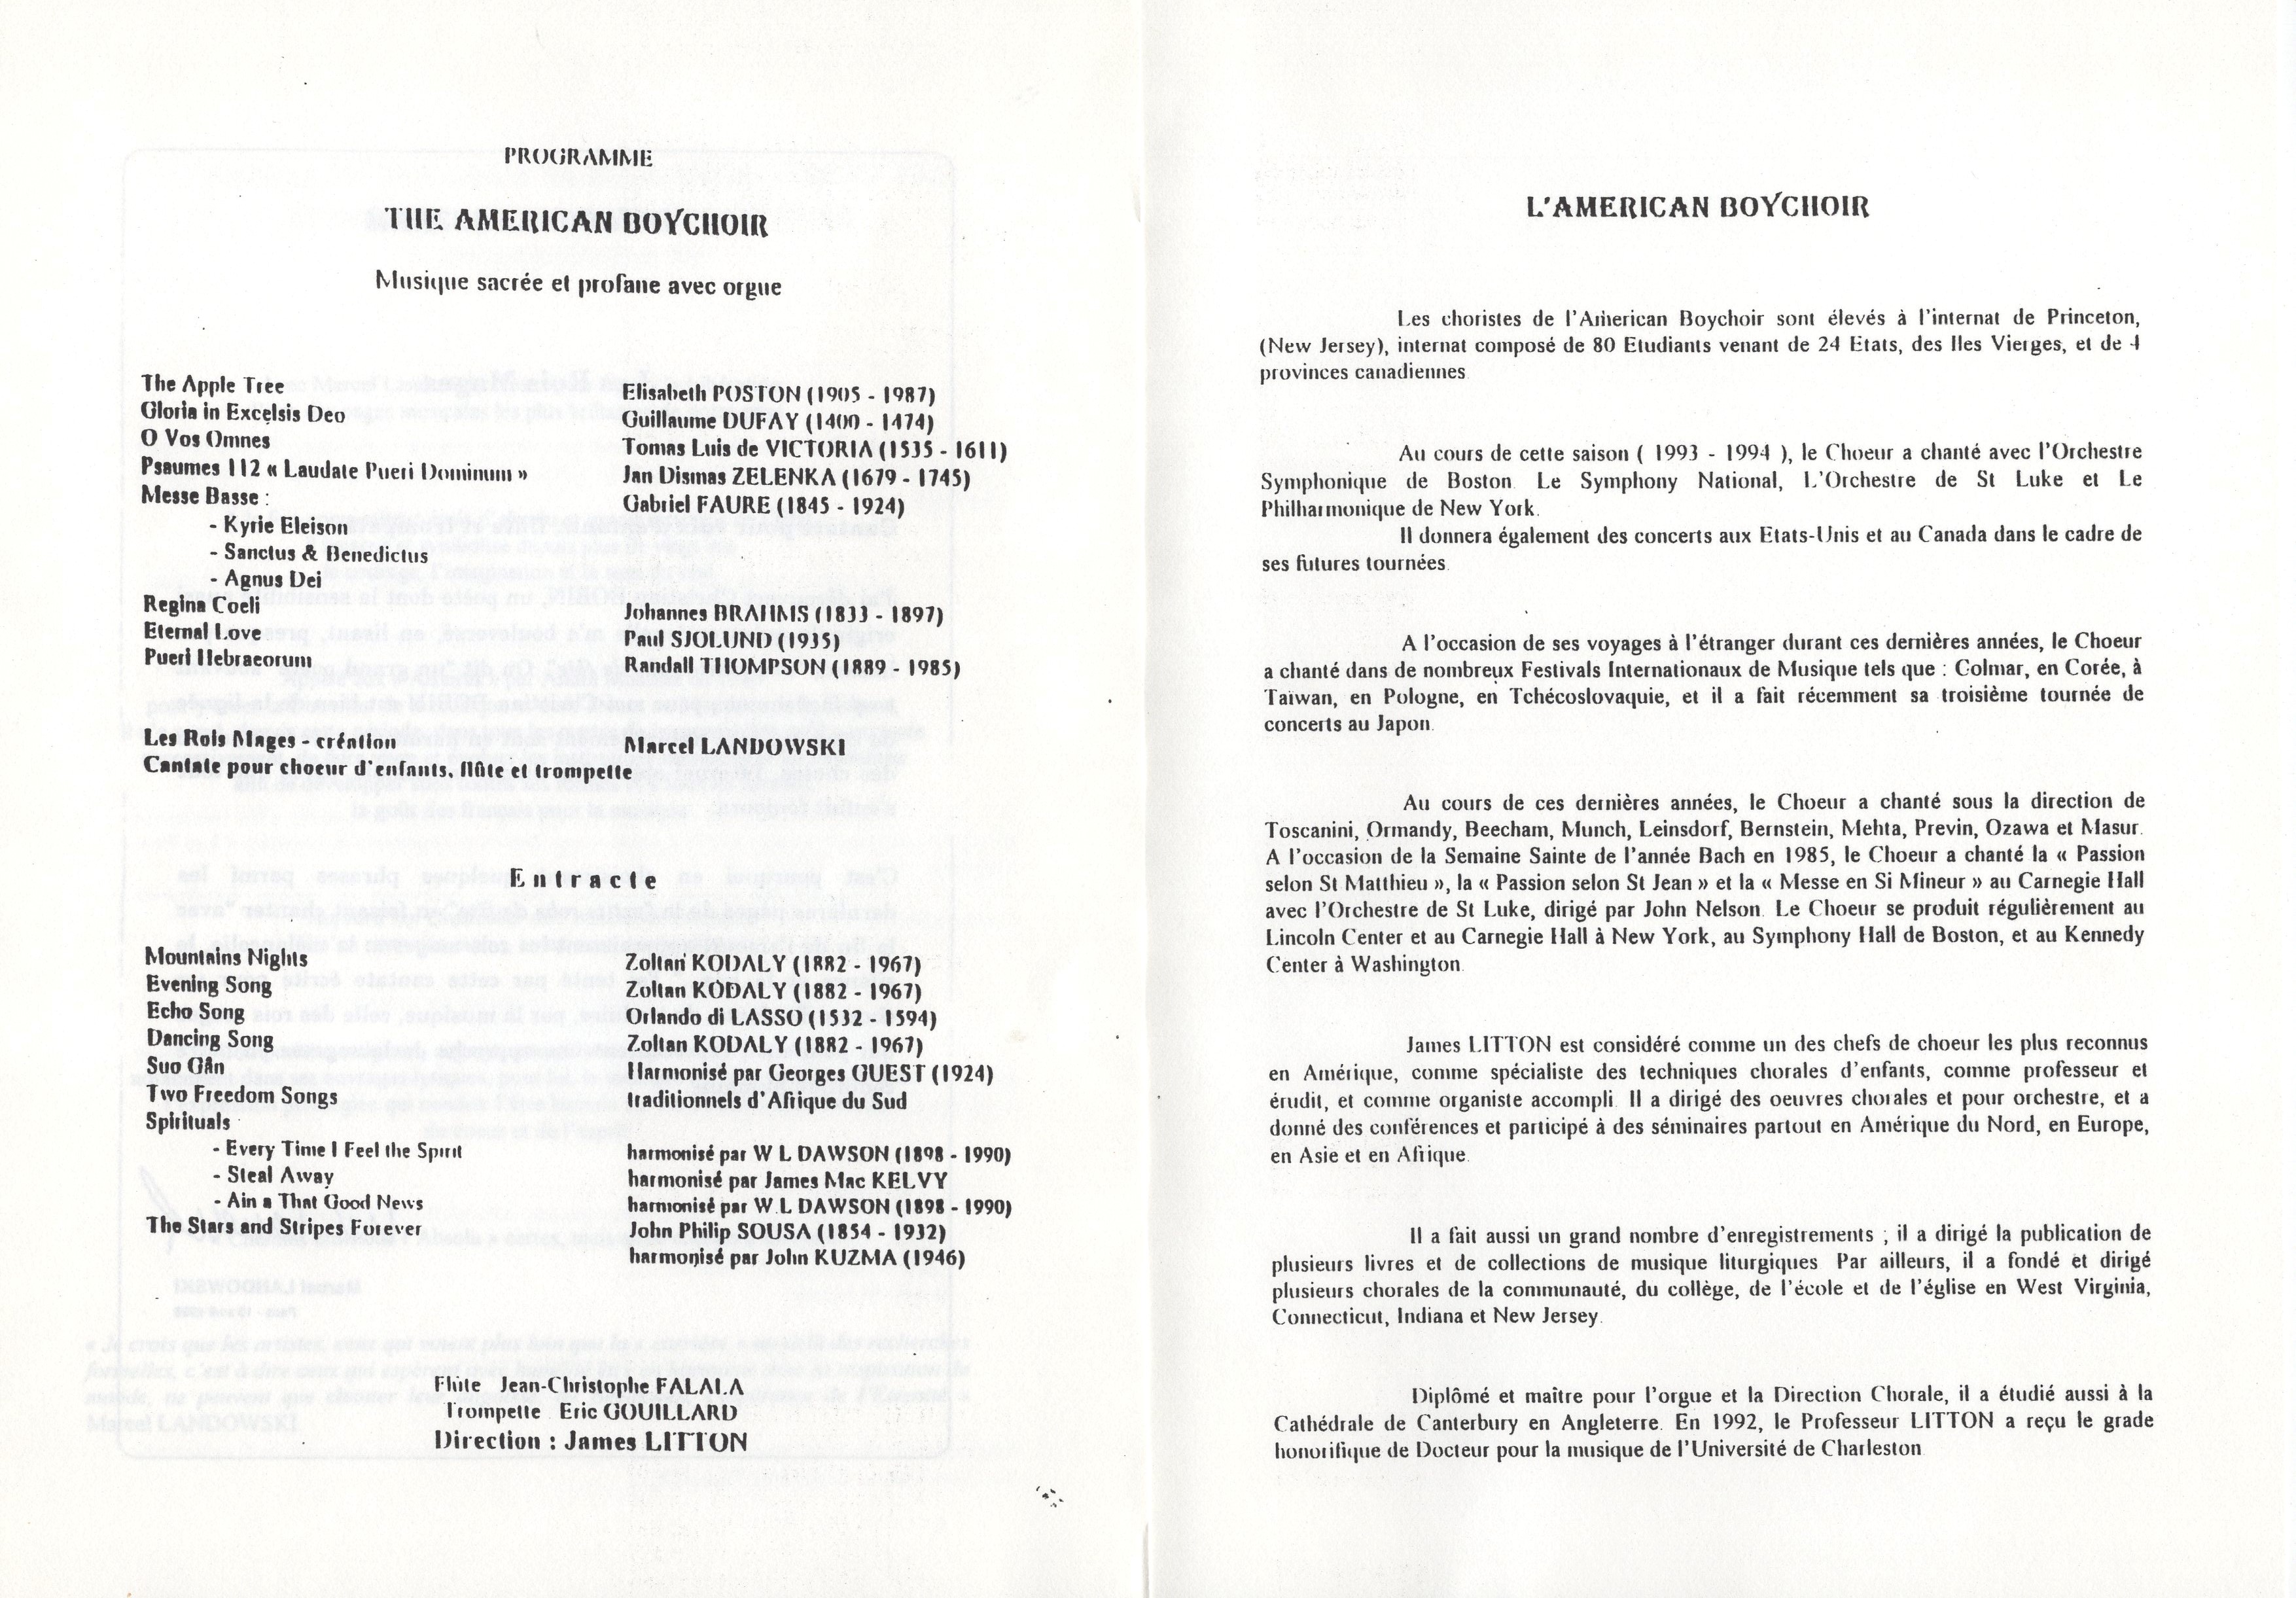 PROGRAMME
THE AMERICAN BOYCHOIR
Musique sacrée et profane avec orgue
The Apple Tree Elisabeth POSTON (1905 - 1987)
Gloria in Excelsis Deo Guillaume DUFAY (1400 - 1474)
O Vos Omnes Tomas Luis de VICTORIA (1535 - 1611)
Psaumes 112 « Laudate Pueri Dominum » Jan Dismas ZELENKA (1679 - 1745)
Messe Basse : Gabriel FAURE (1845 - 1924)
- Kyrie Eleison
- Sanctus & Benedictus
- Agnus Dei
Regina Coeli Johannes BRAHMS (1833 - 1897)
Eternal Love Paul SJOLUND (1935)
Pueri Hebraeorum Randall THOMPSON (1889 - 1985)
Les Rois Mages - création Marcel LANDOWSKI
Cantate pour choeur d'enfants, flûte et trompette
Entracte
Mountains Nights Zoltan KODALY (1882 - 1967)
Evening Song Zoltan KODALY (1882 - 1967)
Echo Song Orlando di LASSO (1532 - 1594)
Dancing Song Zoltan KODALY (1882 - 1967)
Suo Gân Harmonisé par Georges GUEST (1924)
Two Freedom Songs traditionnels d'Afrique du Sud
Spirituals
- Every Time I Feel the Spirit harmonisé par W L DAWSON (1898 - 1990)
- Steal Away harmonisé par James Mac KELVY
- Ain a That Good News harmonisé par W.L DAWSON (1898 - 1990)
The Stars and Stripes Forever John Philip SOUSA (1854 - 1932)
harmonisé par John KUZMA (1946)
Flûte Jean-Christophe FALALA
Trompette Eric GOUILLARD
Direction : James LITTON
L'AMERICAN BOYCHOIR
Les choristes de l'American Boychoir sont élevés à l'internat de Princeton,
(New Jersey), internat composé de 80 Etudiants venant de 24 Etats, des Iles Vierges, et de 4
provinces canadiennes
Au cours de cette saison ( 1993 - 1994 ), le Choeur a chanté avec l'Orchestre
Symphonique de Boston Le Symphony National, L'Orchestre de St Luke et Le
Philharmonique de New York.
Il donnera également des concerts aux Etats-Unis et au Canada dans le cadre de
ses futures tournées.
A l'occasion de ses voyages à l'étranger durant ces dernières années, le Choeur
a chanté dans de nombreux Festivals Internationaux de Musique tels que : Colmar, en Corée, à
Taïwan, en Pologne, en Tchécoslovaquie, et il a fait récemment sa troisième tournée de
concerts au Japon.
Au cours de ces dernières années, le Choeur a chanté sous la direction de
Toscanini, Ormandy, Beecham, Munch, Leinsdorf, Bernstein, Mehta, Previn, Ozawa et Masur.
A l'occasion de la Semaine Sainte de l'année Bach en 1985, le Choeur a chanté la « Passion
selon St Matthieu », la « Passion selon St Jean » et la « Messe en Si Mineur » au Carnegie Hall
avec l'Orchestre de St Luke, dirigé par John Nelson. Le Choeur se produit régulièrement au
Lincoln Center et au Carnegie Hall à New York, au Symphony Hall de Boston, et au Kennedy
Center à Washington.
James LITTON est considéré comme un des chefs de choeur les plus reconnus
en Amérique, comme spécialiste des techniques chorales d'enfants, comme professeur et
érudit, et comme organiste accompli. Il a dirigé des oeuvres chorales et pour orchestre, et a
donné des conférences et participé à des séminaires partout en Amérique du Nord, en Europe,
en Asie et en Afrique.
Il a fait aussi un grand nombre d'enregistrements ; il a dirigé la publication de
plusieurs livres et de collections de musique liturgiques Par ailleurs, il a fondé et dirigé
plusieurs chorales de la communauté, du collège, de l'école et de l'église en West Virginia,
Connecticut, Indiana et New Jersey.
Diplômé et maître pour l'orgue et la Direction Chorale, il a étudié aussi à la
Cathédrale de Canterbury en Angleterre. En 1992, le Professeur LITTON a reçu le grade
honorifique de Docteur pour la musique de l'Université de Charleston